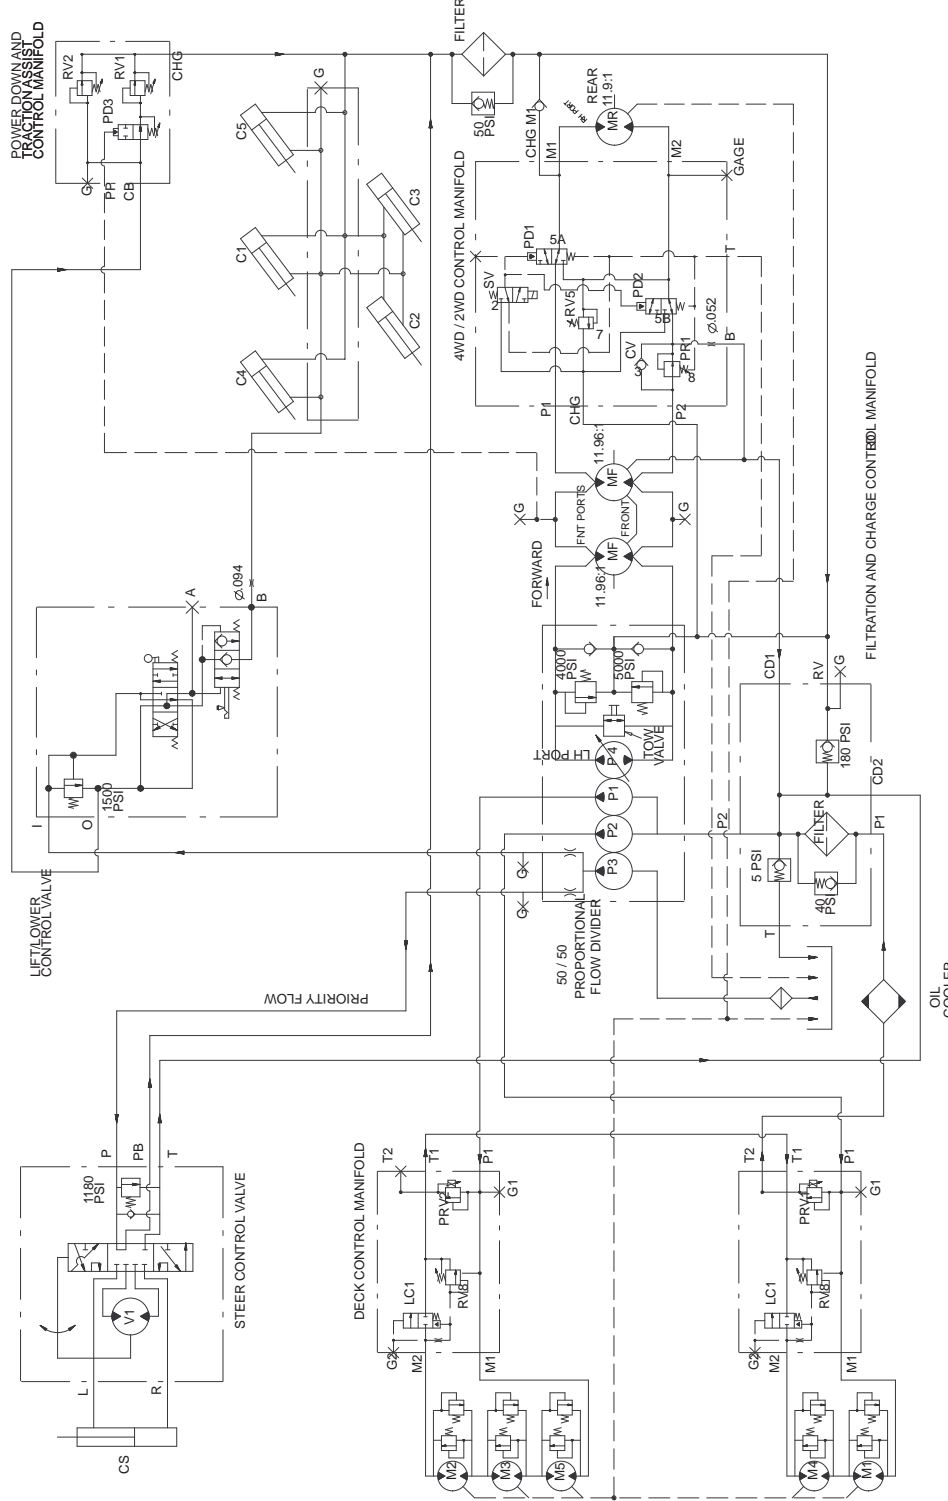 POWER DOWN AND
TRACTION ASSIST
CONTROL MANIFOLD
RV2
RV1
CHG
PD3
G
PR
CB
FILTER
50
PSI
CHG M1
RH PORT
REAR
11.9:1
MR
M1
M2
GAGE
4WD / 2WD CONTROL MANIFOLD
PD1
5A
SV
2
RV5
7
PD2
5B
T
Ø.052
CV
3
PR1
8
B
P1
CHG
P2
C5
G
C3
C1
C2
C4
LIFT/LOWER
CONTROL VALVE
1500
PSI
I
O
A
Ø.094
B
11.96:1
MF
FNT PORTS
FRONT
G
G
MF
11.96:1
FORWARD
4000
PSI
5000
PSI
LH PORT
TOW
VALVE
P4
P1
P2
P3
G
G
50 / 50
PROPORTIONAL
FLOW DIVIDER
FILTRATION AND CHARGE CONTROL MANIFOLD
CD1
RV
G
180 PSI
CD2
P2
5 PSI
FILTER
P1
40
PSI
T
OIL
COOLER
PRIORITY FLOW
STEER CONTROL VALVE
P
PB
T
1180
PSI
V1
L
R
CS
DECK CONTROL MANIFOLD
T2
T1
P1
G1
PRV2
LC1
RV8
G2
M2
M1
M2
M3
M5
T2
T1
P1
G1
LC1
RV8
G2
M2
M1
M4
M1